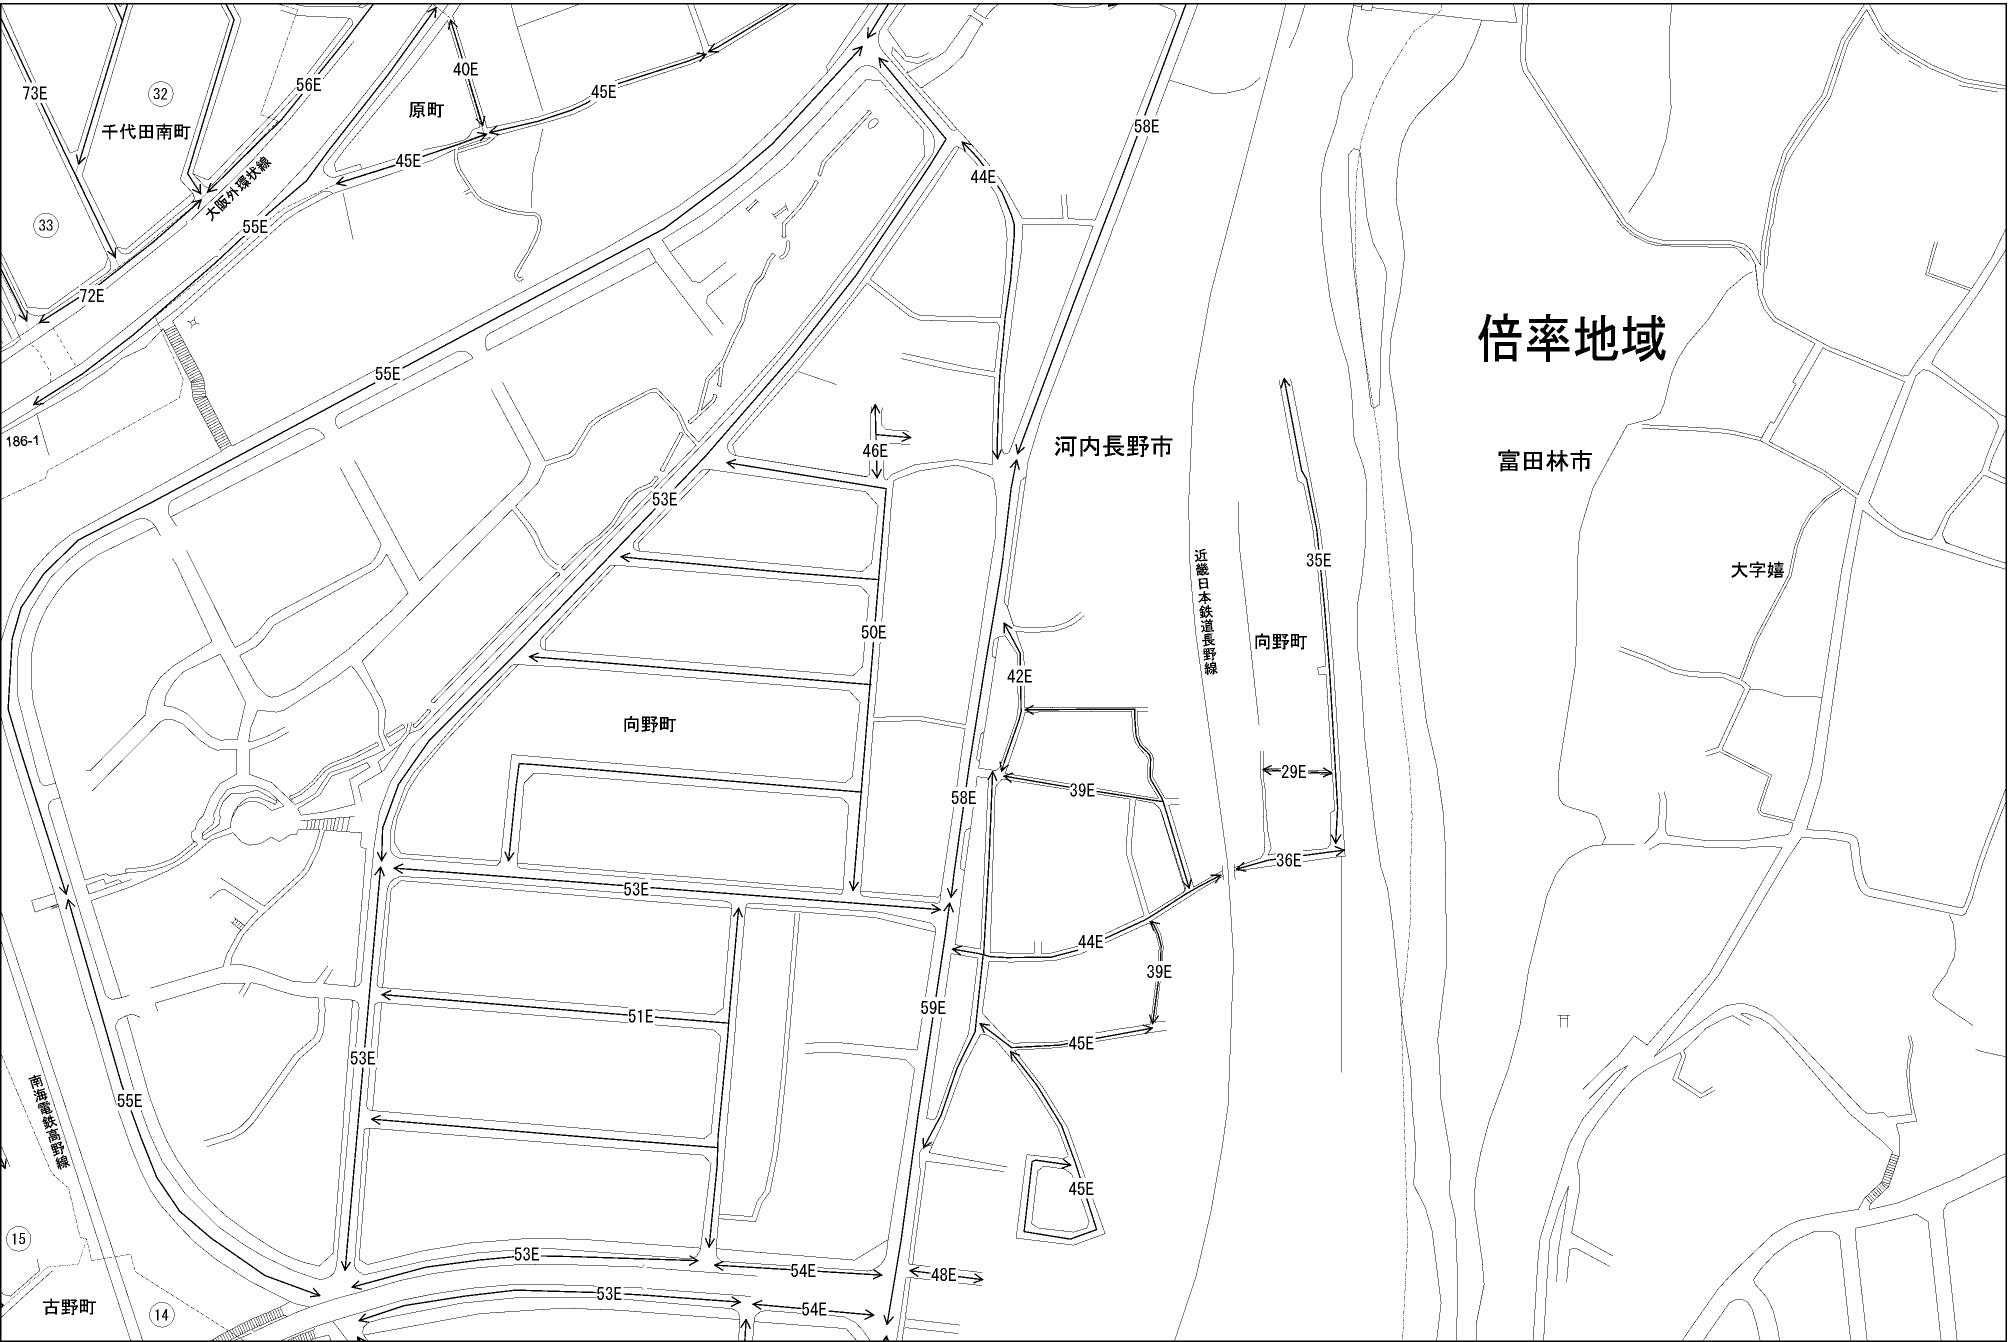 73E
32
千代田南町
56E
40E
原町
45E
45E
58E
44E
33
大阪外環状線
55E
72E
倍率地域
55E
186-1
46E
河内長野市
富田林市
53E
近畿日本鉄道長野線
35E
大字嬉
50E
向野町
42E
向野町
29E
39E
58E
36E
53E
44E
39E
59E
51E
45E
53E
55E
南海電鉄高野線
45E
15
53E
54E
48E
53E
54E
古野町
14